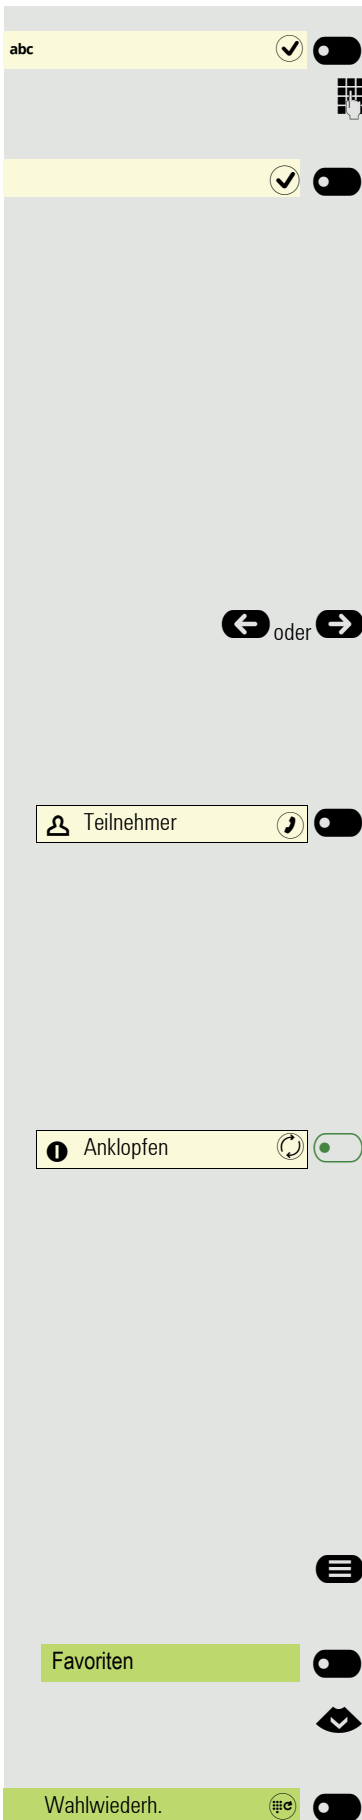 abc
oder
Teilnehmer
Anklopfen
Favoriten
Wahlwiederh.